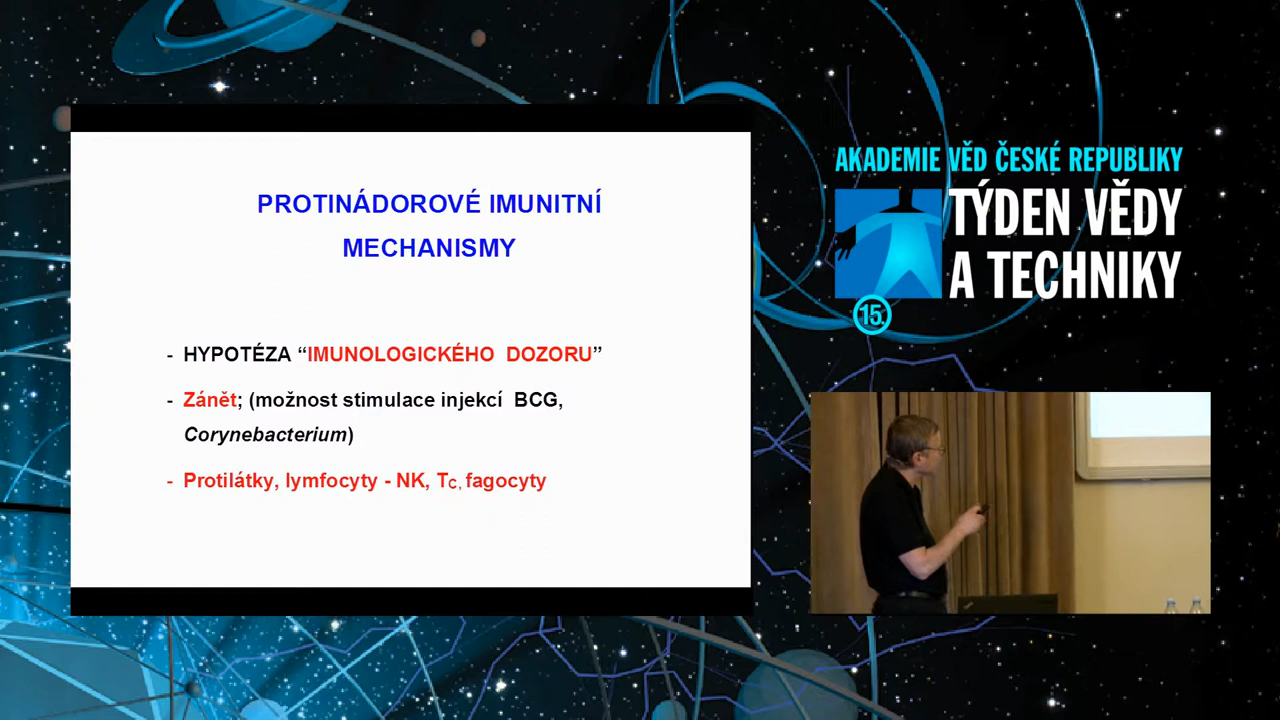 PROTINÁDOROVÉ IMUNITNÍ
MECHANISMY
- HYPOTÉZA “IMUNOLOGICKÉHO DOZORU”
- Zánět; (možnost stimulace injekcí BCG,
Corynebacterium)
- Protilátky, lymfocyty - NK, TC, fagocyty
AKADEMIE VĚD ČESKÉ REPUBLIKY
TÝDEN VĚDY
A TECHNIKY
15.